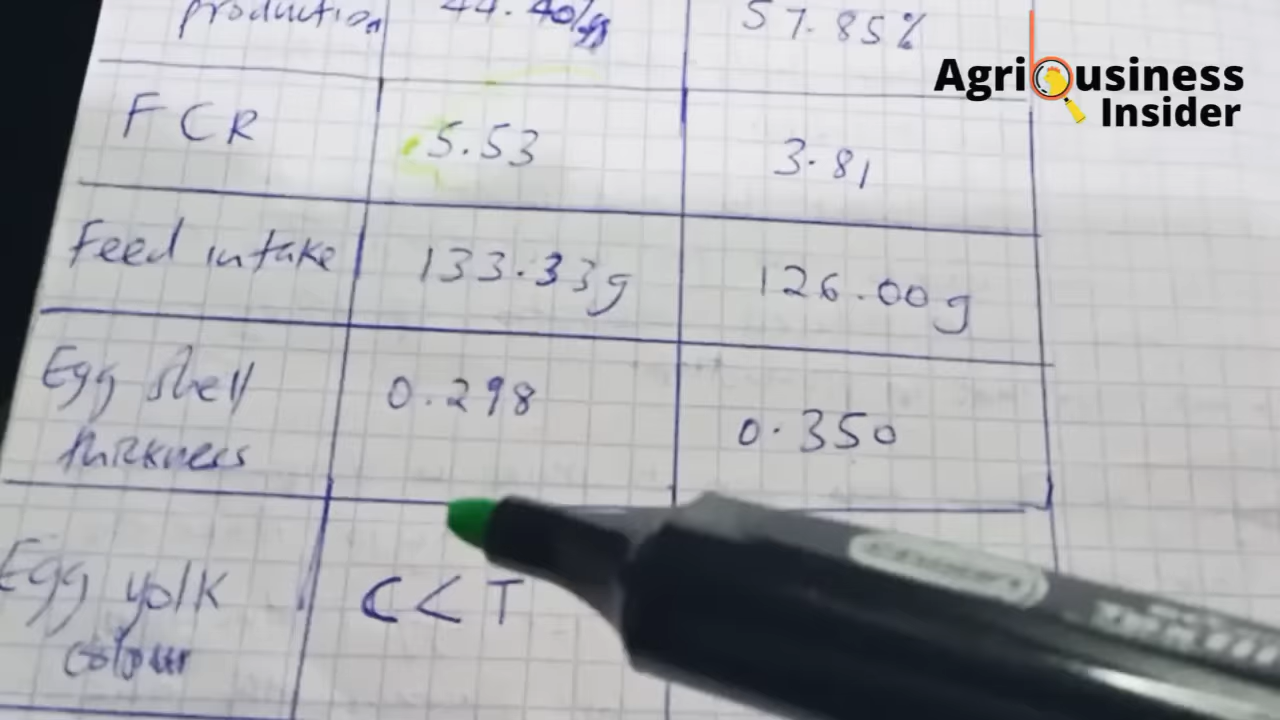 production 44.40% 57.85%
Agribusiness
Insider
FCR 5.53 3.81
Feed intake 133.33g 126.00g
Egg shell 0.298 0.350
thickness
Egg yolk C < T
colour